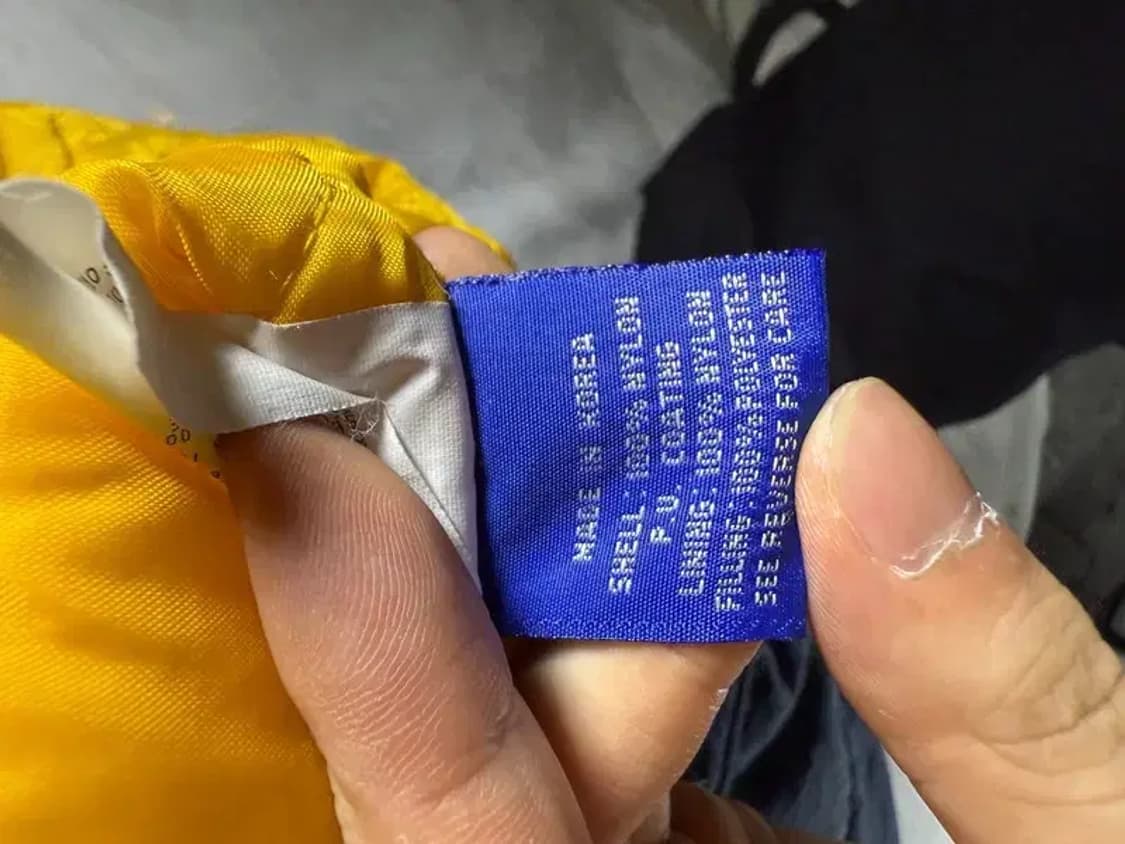 MADE IN KOREA
SHELL: 100% NYLON
P.U. COATING
LINING: 100% NYLON
FILLING: 100% POLYESTER
SEE REVERSE FOR CARE